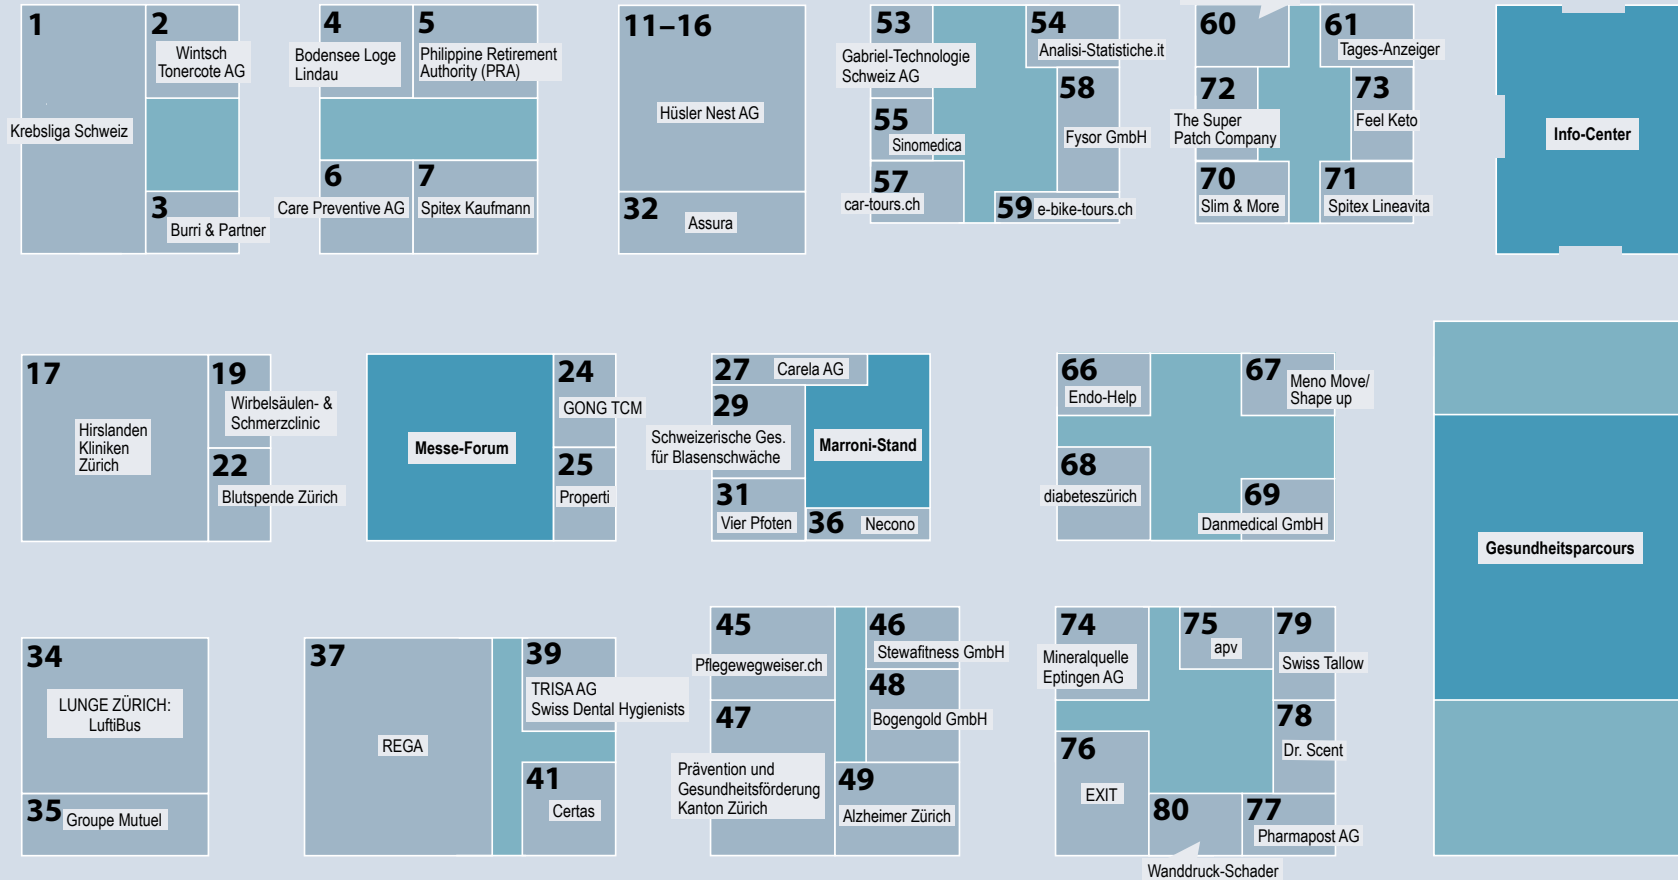 1
Krebsliga Schweiz
2
Wintsch
Tonercote AG
3
Burri & Partner
4
Bodensee Loge
Lindau
5
Philippine Retirement
Authority (PRA)
6
Care Preventive AG
7
Spitex Kaufmann
11–16
Hüsler Nest AG
32
Assura
53
Gabriel-Technologie
Schweiz AG
54
Analisi-Statistiche.it
55
Sinomedica
58
Fysor GmbH
57
car-tours.ch
59
e-bike-tours.ch
60
61
Tages-Anzeiger
72
The Super
Patch Company
73
Feel Keto
70
Slim & More
71
Spitex Lineavita
Info-Center
17
Hirslanden
Kliniken
Zürich
19
Wirbelsäulen- &
Schmerzclinic
22
Blutspende Zürich
Messe-Forum
24
GONG TCM
25
Properti
27
Carela AG
29
Schweizerische Ges.
für Blasenschwäche
Marroni-Stand
31
Vier Pfoten
36
Necono
66
Endo-Help
67
Meno Move/
Shape up
68
diabeteszürich
69
Danmedical GmbH
Gesundheitsparcours
34
LUNGE ZÜRICH:
LuftiBus
35
Groupe Mutuel
37
REGA
39
TRISA AG
Swiss Dental Hygienists
41
Certas
45
Pflegewegweiser.ch
46
Stewafitness GmbH
47
Prävention und
Gesundheitsförderung
Kanton Zürich
48
Bogengold GmbH
49
Alzheimer Zürich
74
Mineralquelle
Eptingen AG
75
apv
79
Swiss Tallow
78
Dr. Scent
76
EXIT
80
Wanddruck-Schader
77
Pharmapost AG